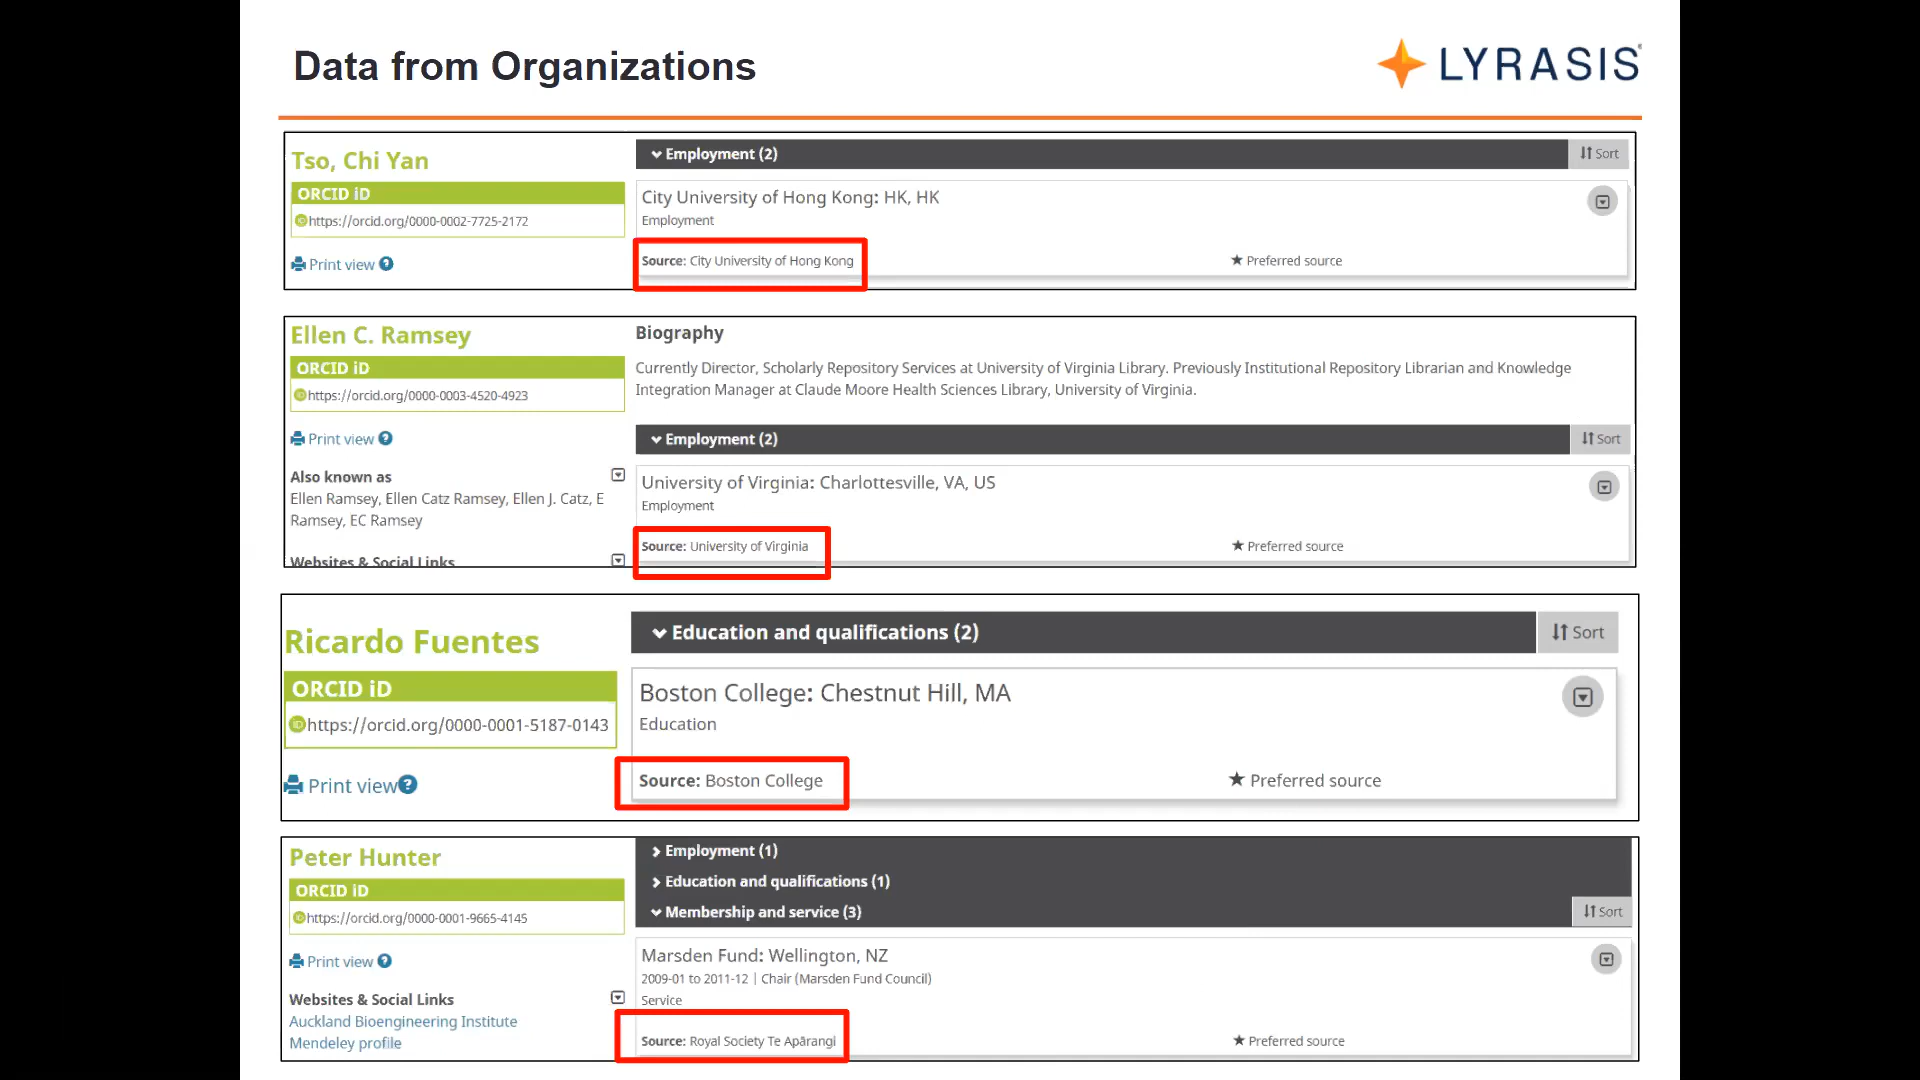 Data from Organizations
LYRASIS
Tso, Chi Yan
ORCID iD
https://orcid.org/0000-0002-7725-2172
Print view
Employment (2)
Sort
City University of Hong Kong: HK, HK
Employment
Source: City University of Hong Kong
Preferred source
Ellen C. Ramsey
ORCID iD
https://orcid.org/0000-0003-4520-4923
Print view
Also known as
Ellen Ramsey, Ellen Catz Ramsey, Ellen J. Catz, E
Ramsey, EC Ramsey
Websites & Social Links
Biography
Currently Director, Scholarly Repository Services at University of Virginia Library. Previously Institutional Repository Librarian and Knowledge
Integration Manager at Claude Moore Health Sciences Library, University of Virginia.
Employment (2)
Sort
University of Virginia: Charlottesville, VA, US
Employment
Source: University of Virginia
Preferred source
Ricardo Fuentes
ORCID iD
https://orcid.org/0000-0001-5187-0143
Print view
Education and qualifications (2)
Sort
Boston College: Chestnut Hill, MA
Education
Source: Boston College
Preferred source
Peter Hunter
ORCID iD
https://orcid.org/0000-0001-9665-4145
Print view
Websites & Social Links
Auckland Bioengineering Institute
Mendeley profile
Employment (1)
Education and qualifications (1)
Membership and service (3)
Sort
Marsden Fund: Wellington, NZ
2009-01 to 2011-12 | Chair (Marsden Fund Council)
Service
Source: Royal Society Te Apārangi
Preferred source